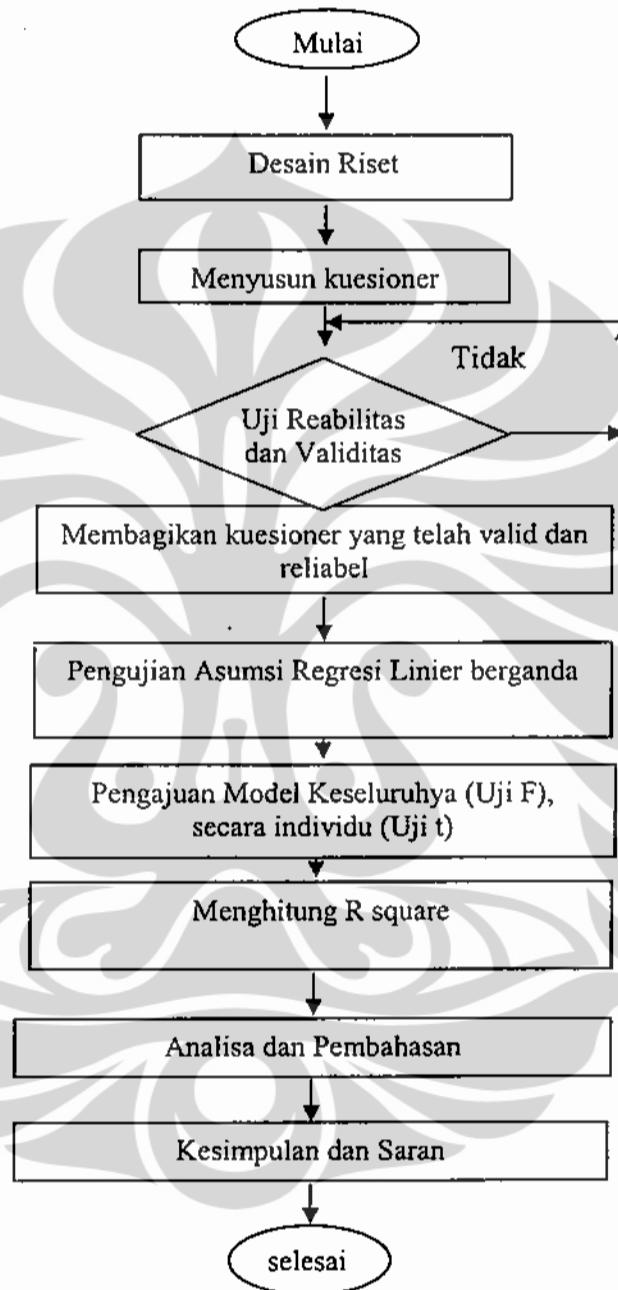 Mulai
Desain Riset
Menyusun kuesioner
Tidak
Uji Reabilitas
dan Validitas
Membagikan kuesioner yang telah valid dan
reliabel
Pengujian Asumsi Regresi Linier berganda
Pengajuan Model Keseluruhya (Uji F),
secara individu (Uji t)
Menghitung R square
Analisa dan Pembahasan
Kesimpulan dan Saran
selesai